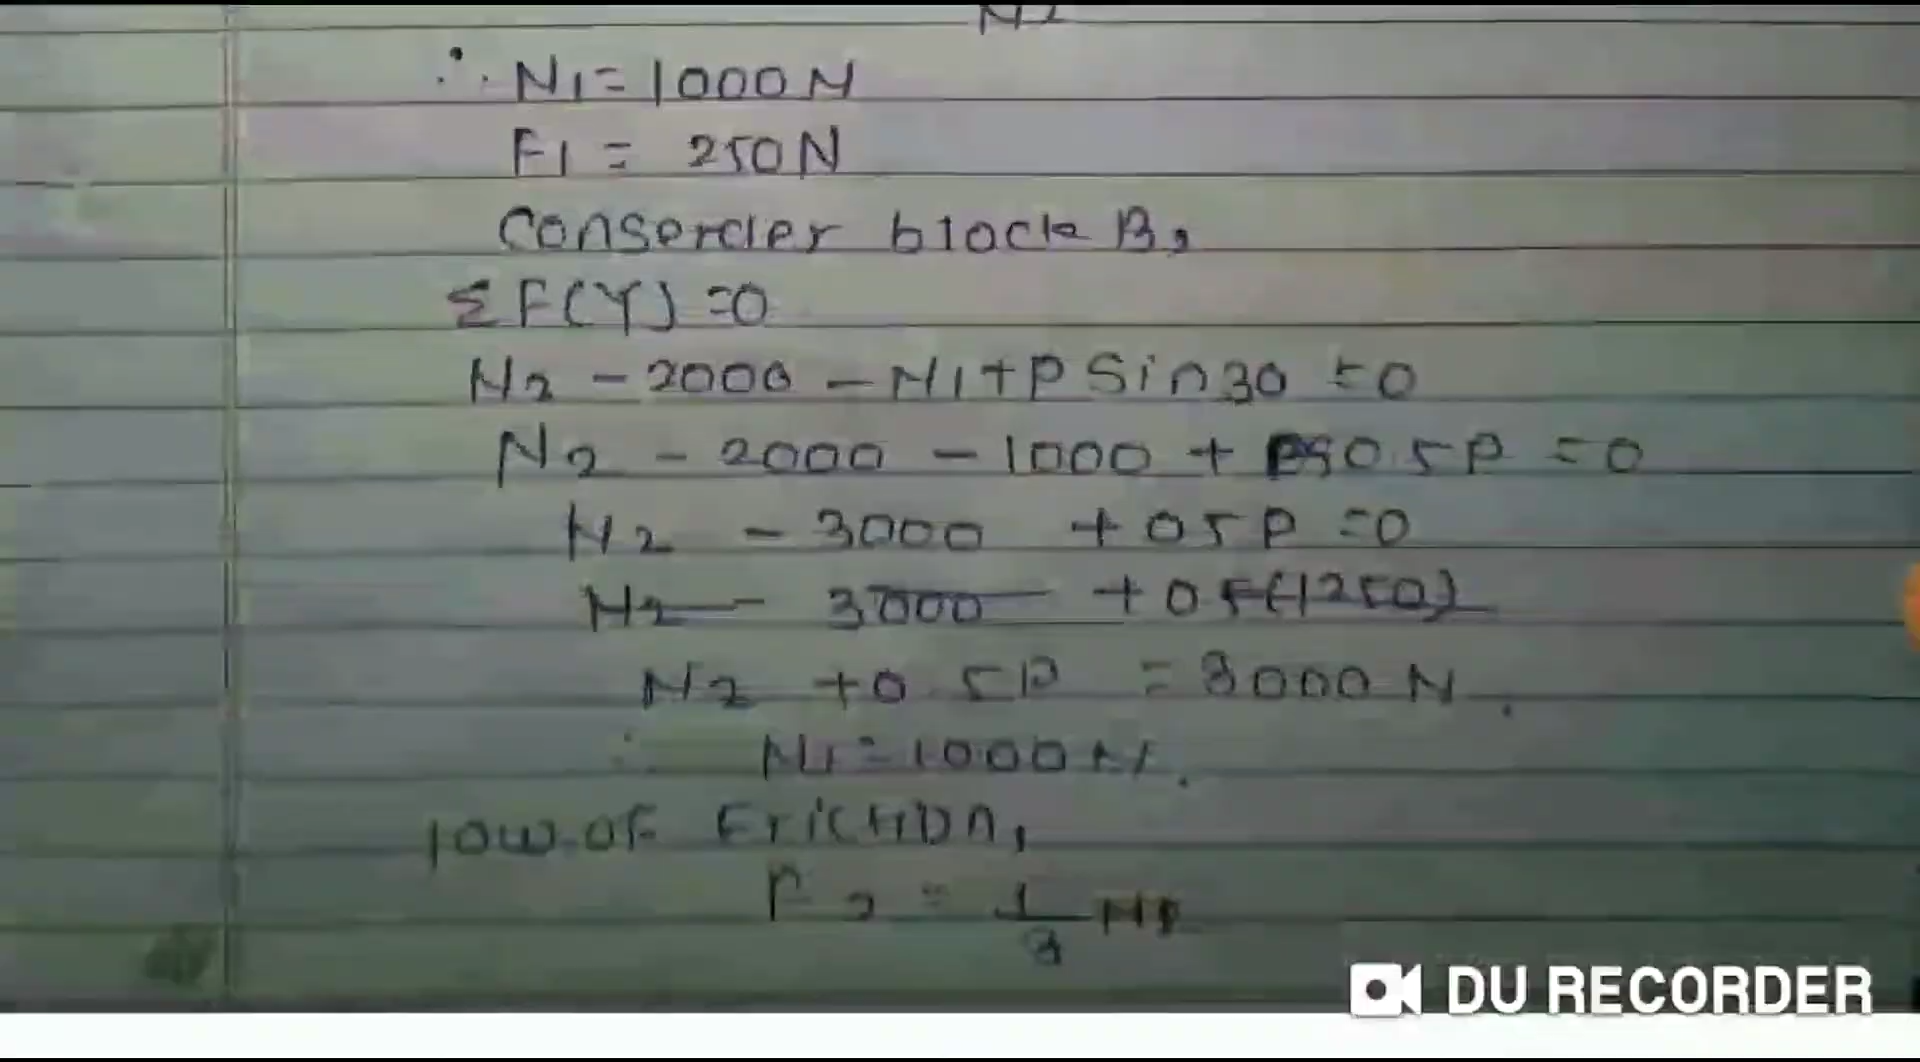 N2
∴ N1 = 1000 N
F1 = 250 N
Conserder block B,
ΣF(Y) = 0
N2 - 2000 - N1 + P Sin30 = 0
N2 - 2000 - 1000 + 0.5P = 0
N2 - 3000 + 0.5P = 0
N2 - 3000 + 0.5(1250)
N2 + 0.5P = 3000 N.
∴ N1 = 1000 N.
low of friction,
F2 = 1/3 N2
DU RECORDER